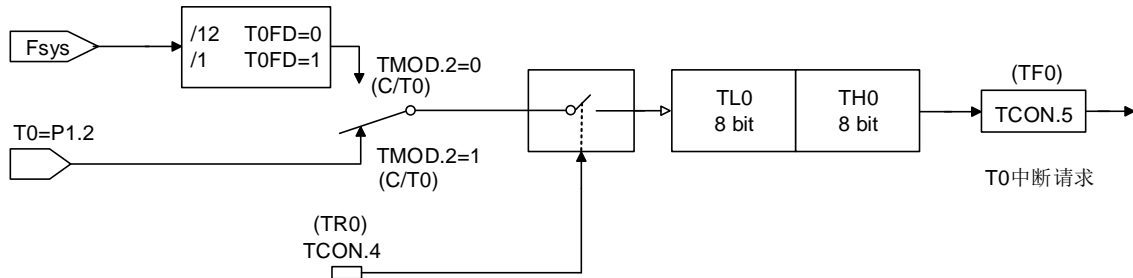 Fsys
/12 T0FD=0
/1 T0FD=1
TMOD.2=0
(C/T0)
T0=P1.2
TMOD.2=1
(C/T0)
(TR0)
TCON.4
TL0
8 bit
TH0
8 bit
(TF0)
TCON.5
T0中断请求